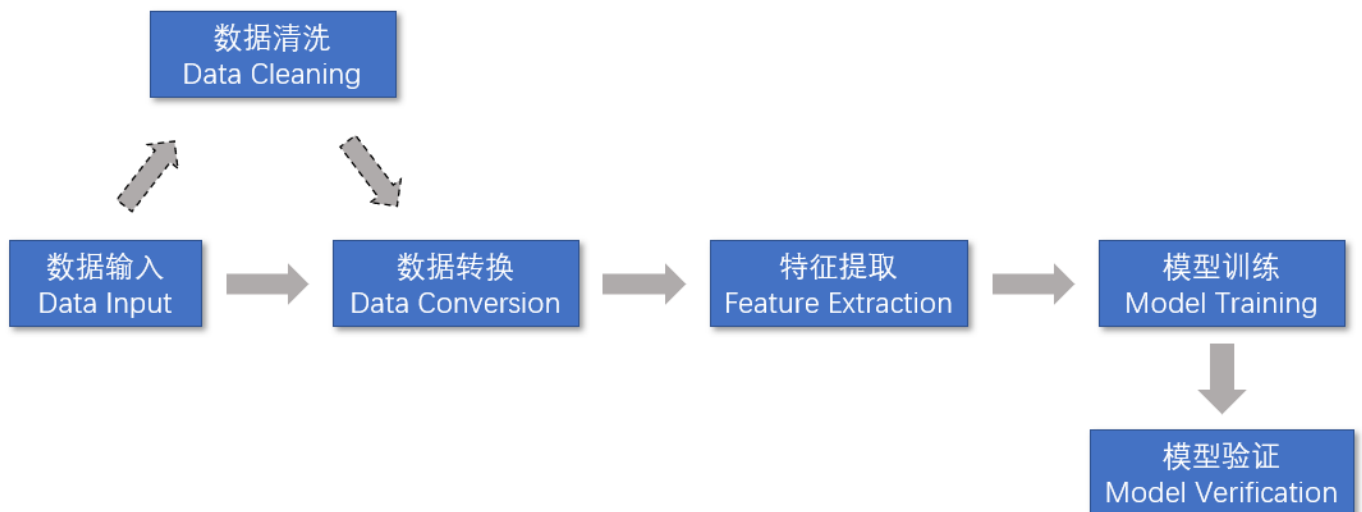 数据清洗
Data Cleaning
数据输入
Data Input
数据转换
Data Conversion
特征提取
Feature Extraction
模型训练
Model Training
模型验证
Model Verification